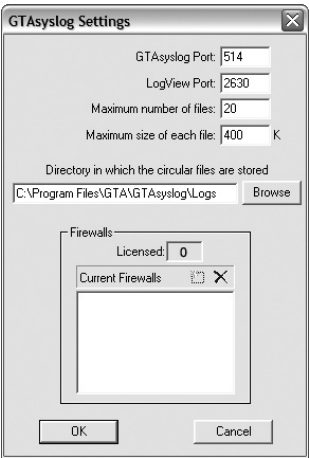 GTAsyslog Settings
GTAsyslog Port: 514
LogView Port: 2630
Maximum number of files: 20
Maximum size of each file: 400 K
Directory in which the circular files are stored
C:\Program Files\GTA\GTAsyslog\Logs Browse
Firewalls
Licensed: 0
Current Firewalls
OK Cancel